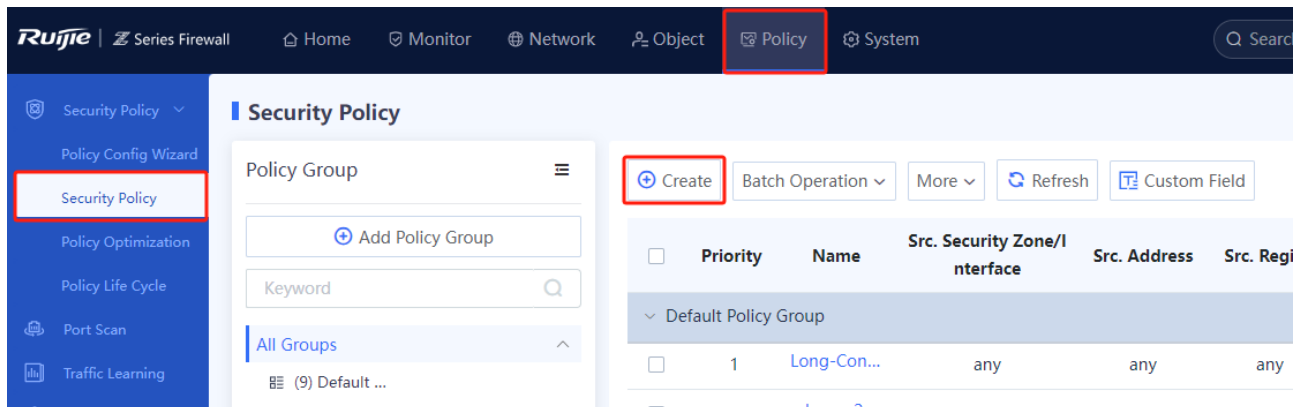 Ruijie | Z Series Firewall Home Monitor Network Object Policy System Search
Security Policy
Policy Config Wizard
Security Policy
Policy Optimization
Policy Life Cycle
Port Scan
Traffic Learning
Security Policy
Policy Group
Add Policy Group
Keyword
All Groups
(9) Default ...
Create Batch Operation More Refresh Custom Field
Priority Name Src. Security Zone/I
nterface Src. Address Src. Regi
Default Policy Group
1 Long-Con... any any any